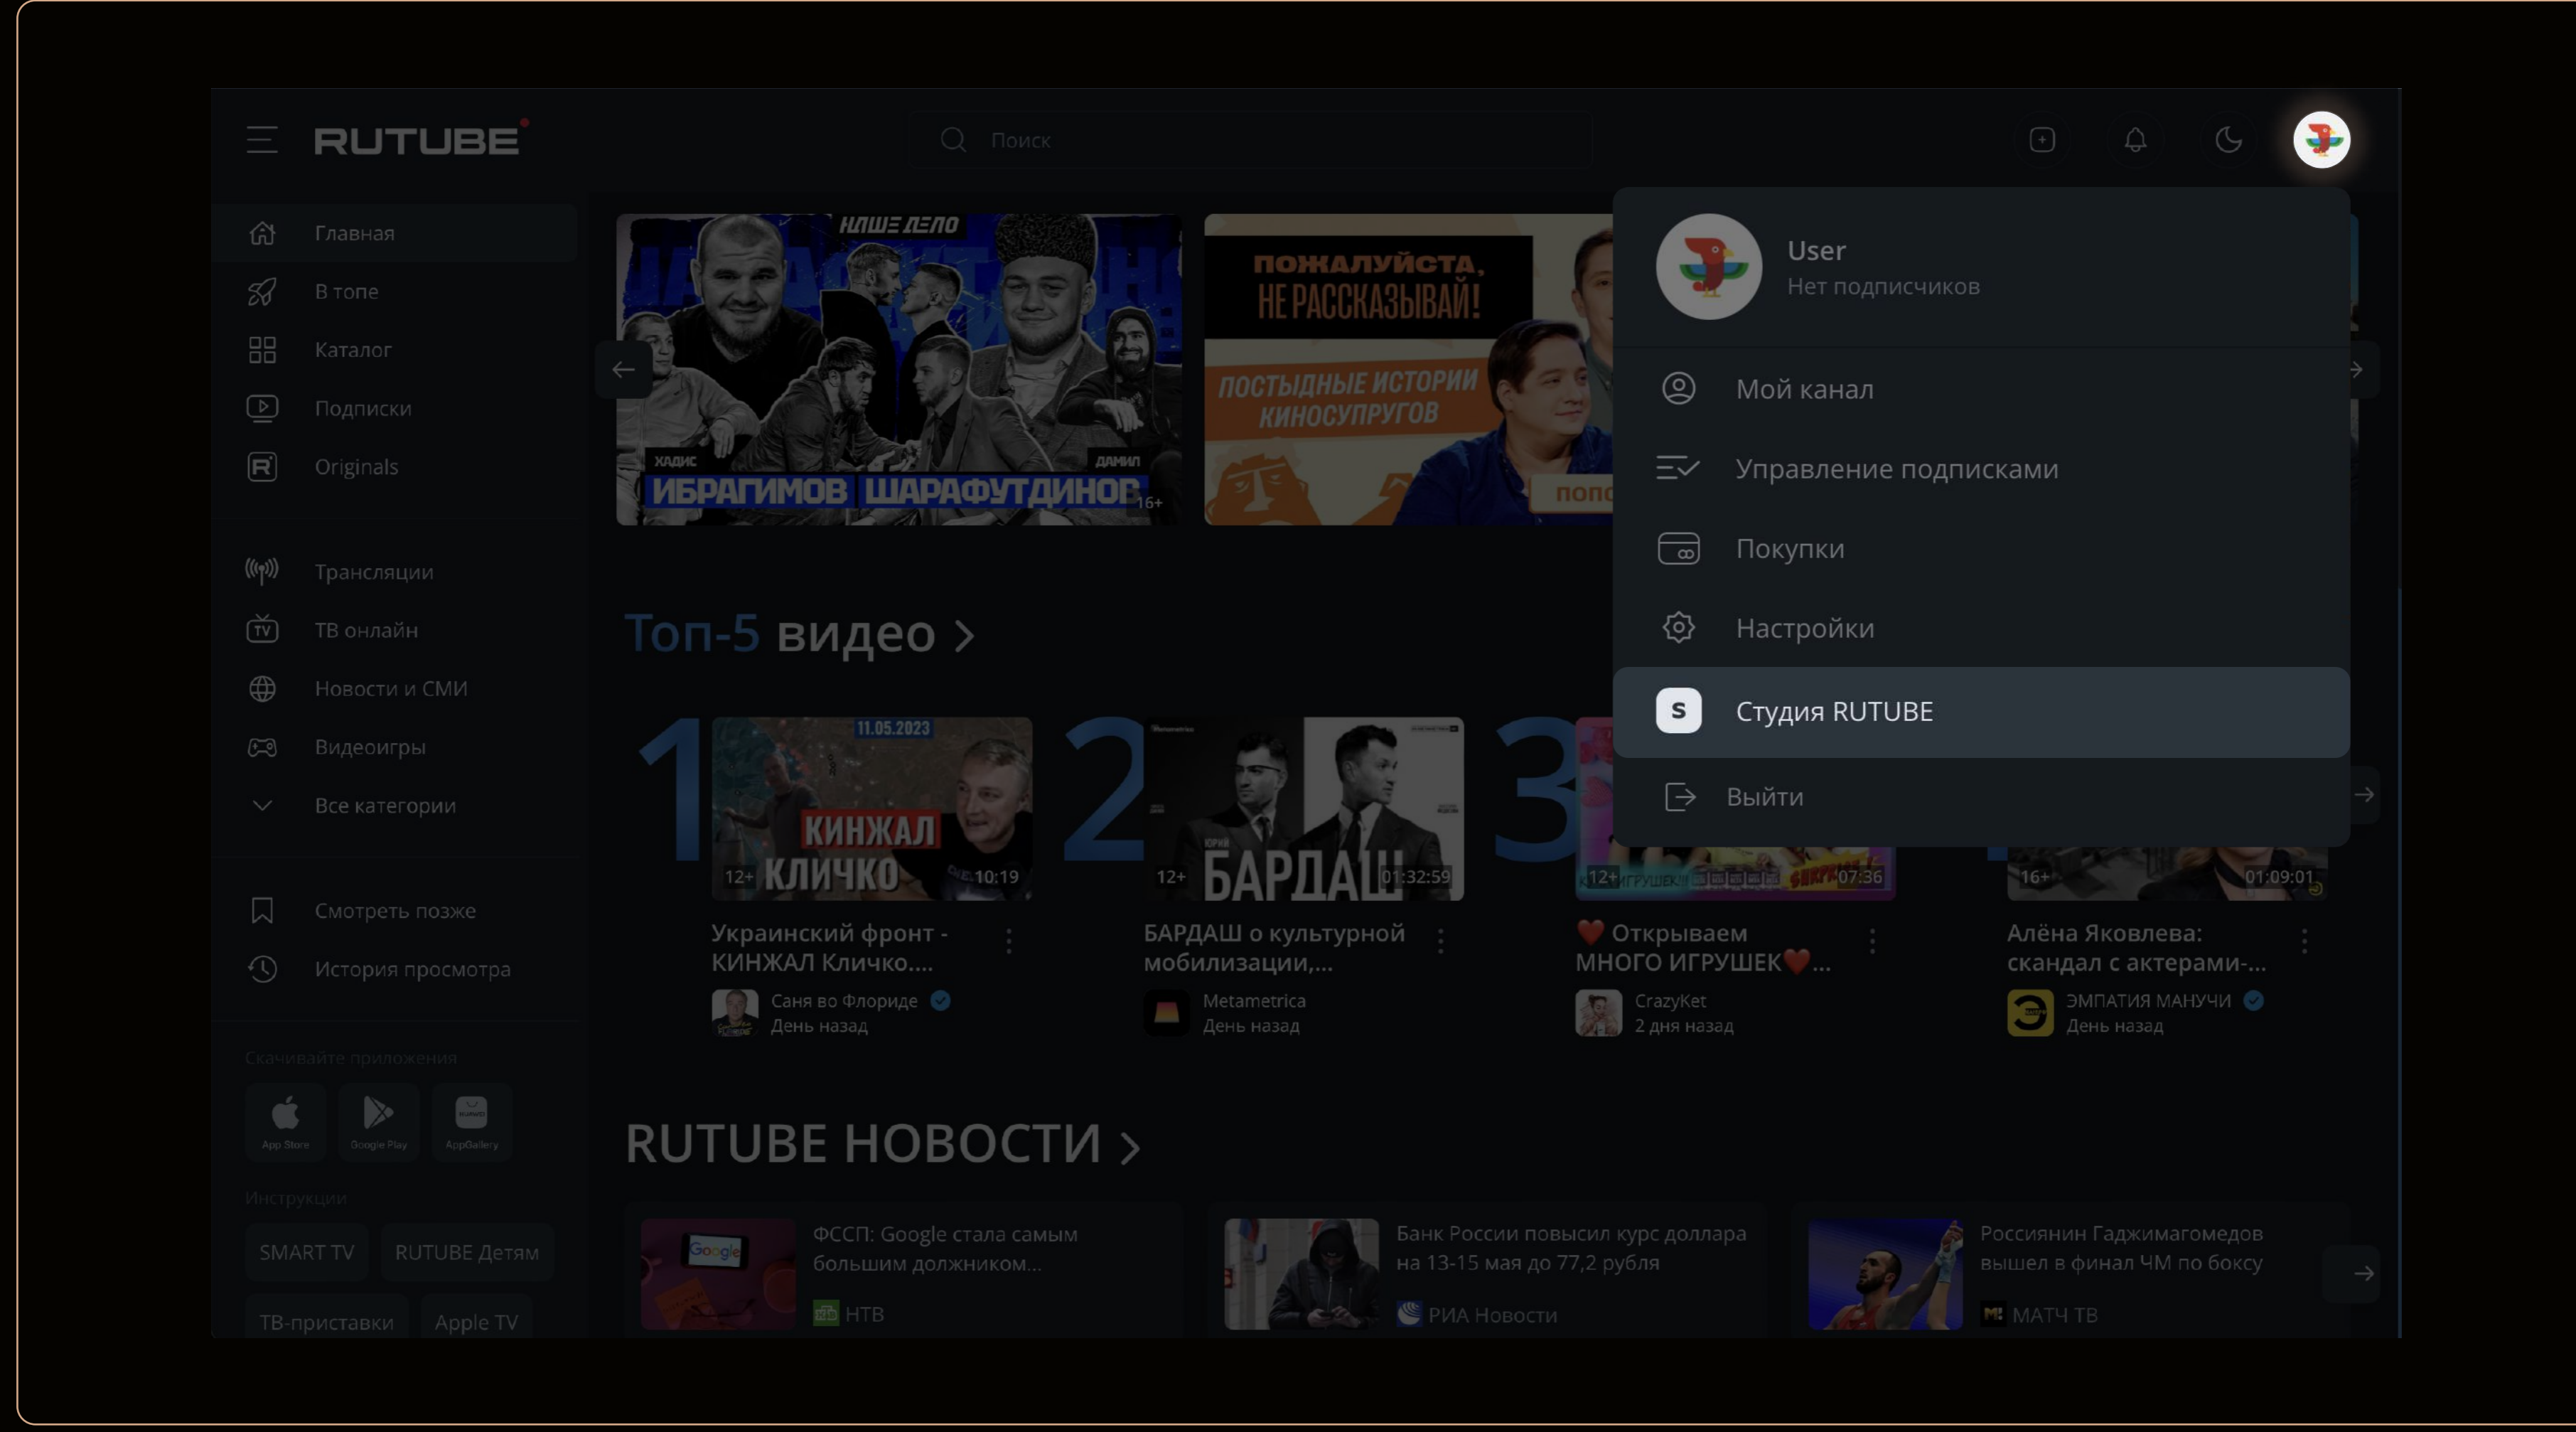 RUTUBE
Поиск
Главная
В топе
Каталог
Подписки
Originals
Трансляции
ТВ онлайн
Новости и СМИ
Видеоигры
Все категории
Смотреть позже
История просмотра
Скачивайте приложения
App Store
Google Play
AppGallery
Инструкции
SMART TV
RUTUBE Детям
ТВ-приставки
Apple TV
НАШЕ ДЕЛО
ХАДИС
ДАМИЛ
ИБРАГИМОВ ШАРАФУТДИНОВ
16+
ПОЖАЛУЙСТА,
НЕ РАССКАЗЫВАЙ!
ПОСТЫДНЫЕ ИСТОРИИ
КИНОСУПРУГОВ
User
Нет подписчиков
Мой канал
Управление подписками
Покупки
Настройки
S
Студия RUTUBE
Выйти
Топ-5 видео
1
11.05.2023
КИНЖАЛ
КЛИЧКО
12+
10:19
Украинский фронт -
КИНЖАЛ Кличко....
Саня во Флориде
День назад
2
ЮРИЙ
БАРДАШ
12+
01:32:59
БАРДАШ о культурной
мобилизации,...
Metametrica
День назад
3
12+
07:36
❤️ Открываем
МНОГО ИГРУШЕК❤️...
CrazyKet
2 дня назад
16+
01:09:01
Алёна Яковлева:
скандал с актерами-...
ЭМПАТИЯ МАНУЧИ
День назад
RUTUBE НОВОСТИ
Google
ФССП: Google стала самым
большим должником...
НТВ
Банк России повысил курс доллара
на 13-15 мая до 77,2 рубля
РИА Новости
Россиянин Гаджимагомедов
вышел в финал ЧМ по боксу
М!
МАТЧ ТВ